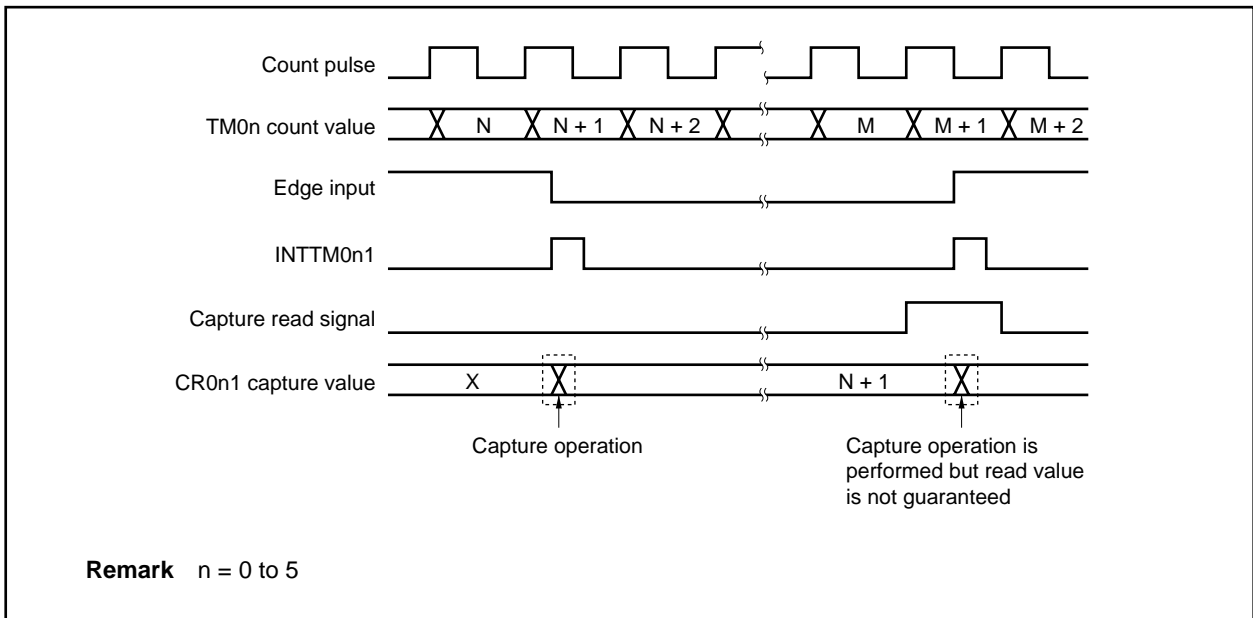 Count pulse
TM0n count value N N + 1 N + 2 M M + 1 M + 2
Edge input
INTTM0n1
Capture read signal
CR0n1 capture value X N + 1
Capture operation
Capture operation is
performed but read value
is not guaranteed
Remark n = 0 to 5